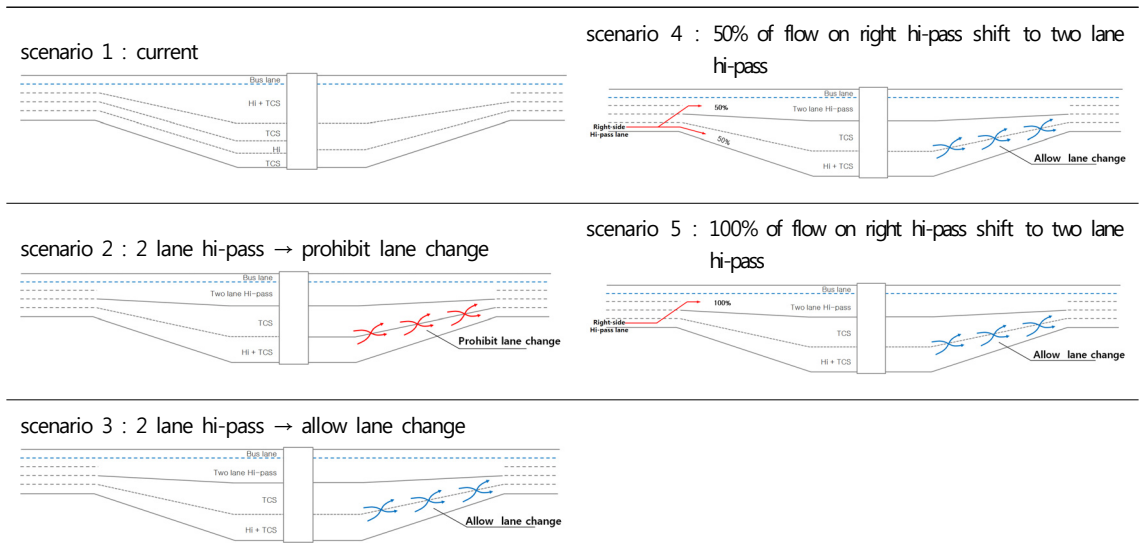 scenario 1 : current
Bus lane
Hi + TCS
TCS
HI
TCS
scenario 2 : 2 lane hi-pass → prohibit lane change
Bus lane
Two lane Hi-pass
TCS
Hi + TCS
Prohibit lane change
scenario 3 : 2 lane hi-pass → allow lane change
Bus lane
Two lane Hi-pass
TCS
Hi + TCS
Allow lane change
scenario 4 : 50% of flow on right hi-pass shift to two lane
hi-pass
Bus lane
50%
Two lane Hi-pass
Right side
Hi-pass lane
50%
TCS
Hi + TCS
Allow lane change
scenario 5 : 100% of flow on right hi-pass shift to two lane
hi-pass
Bus lane
100%
Two lane Hi-pass
Right side
Hi-pass lane
TCS
Hi + TCS
Allow lane change